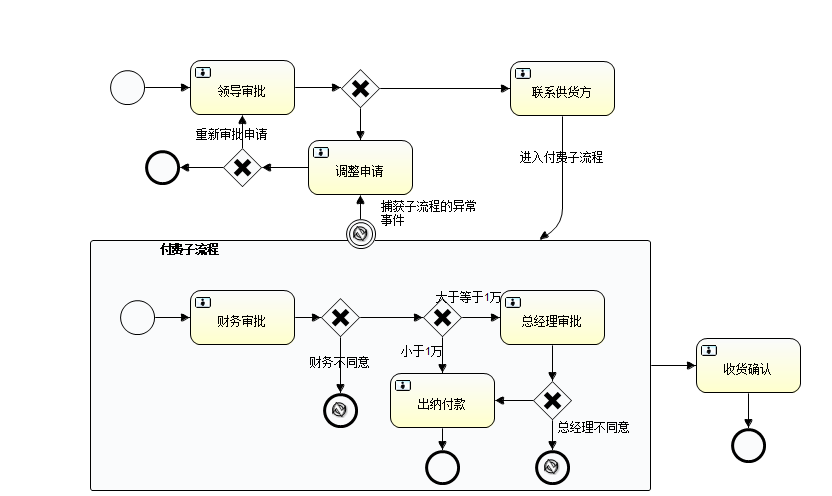 领导审批
联系供货方
重新审批申请
进入付费子流程
调整申请
捕获子流程的异常
事件
付费子流程
大于等于1万
财务审批
总经理审批
小于1万
财务不同意
收货确认
出纳付款
总经理不同意